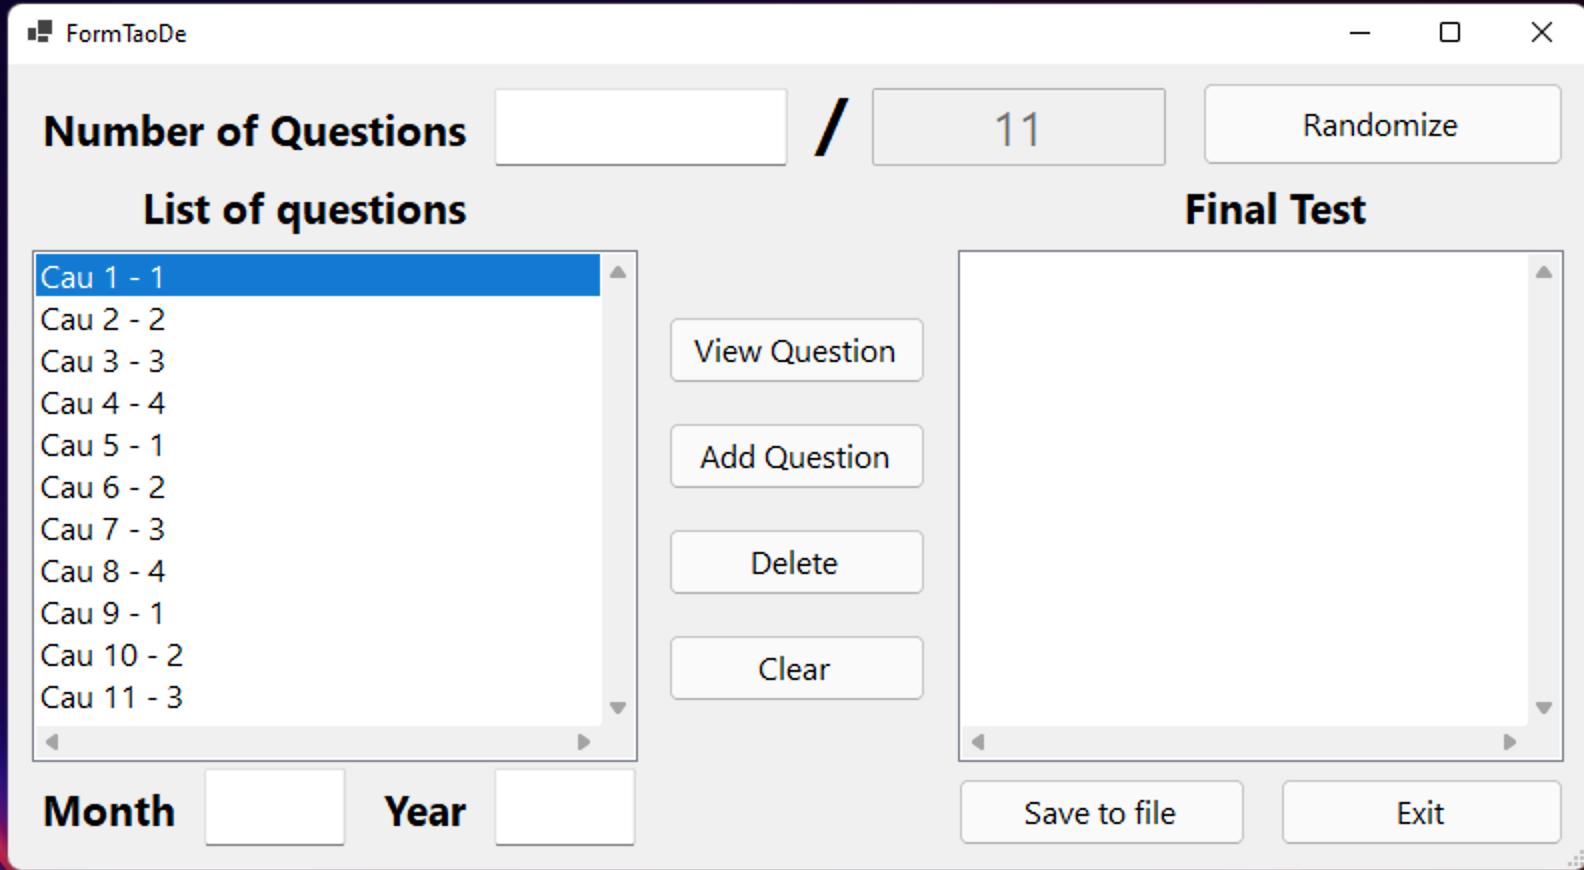 FormTaoDe
Number of Questions / 11 Randomize
List of questions
Final Test
Cau 1 - 1
Cau 2 - 2
Cau 3 - 3
Cau 4 - 4
Cau 5 - 1
Cau 6 - 2
Cau 7 - 3
Cau 8 - 4
Cau 9 - 1
Cau 10 - 2
Cau 11 - 3
View Question
Add Question
Delete
Clear
Month Year
Save to file Exit